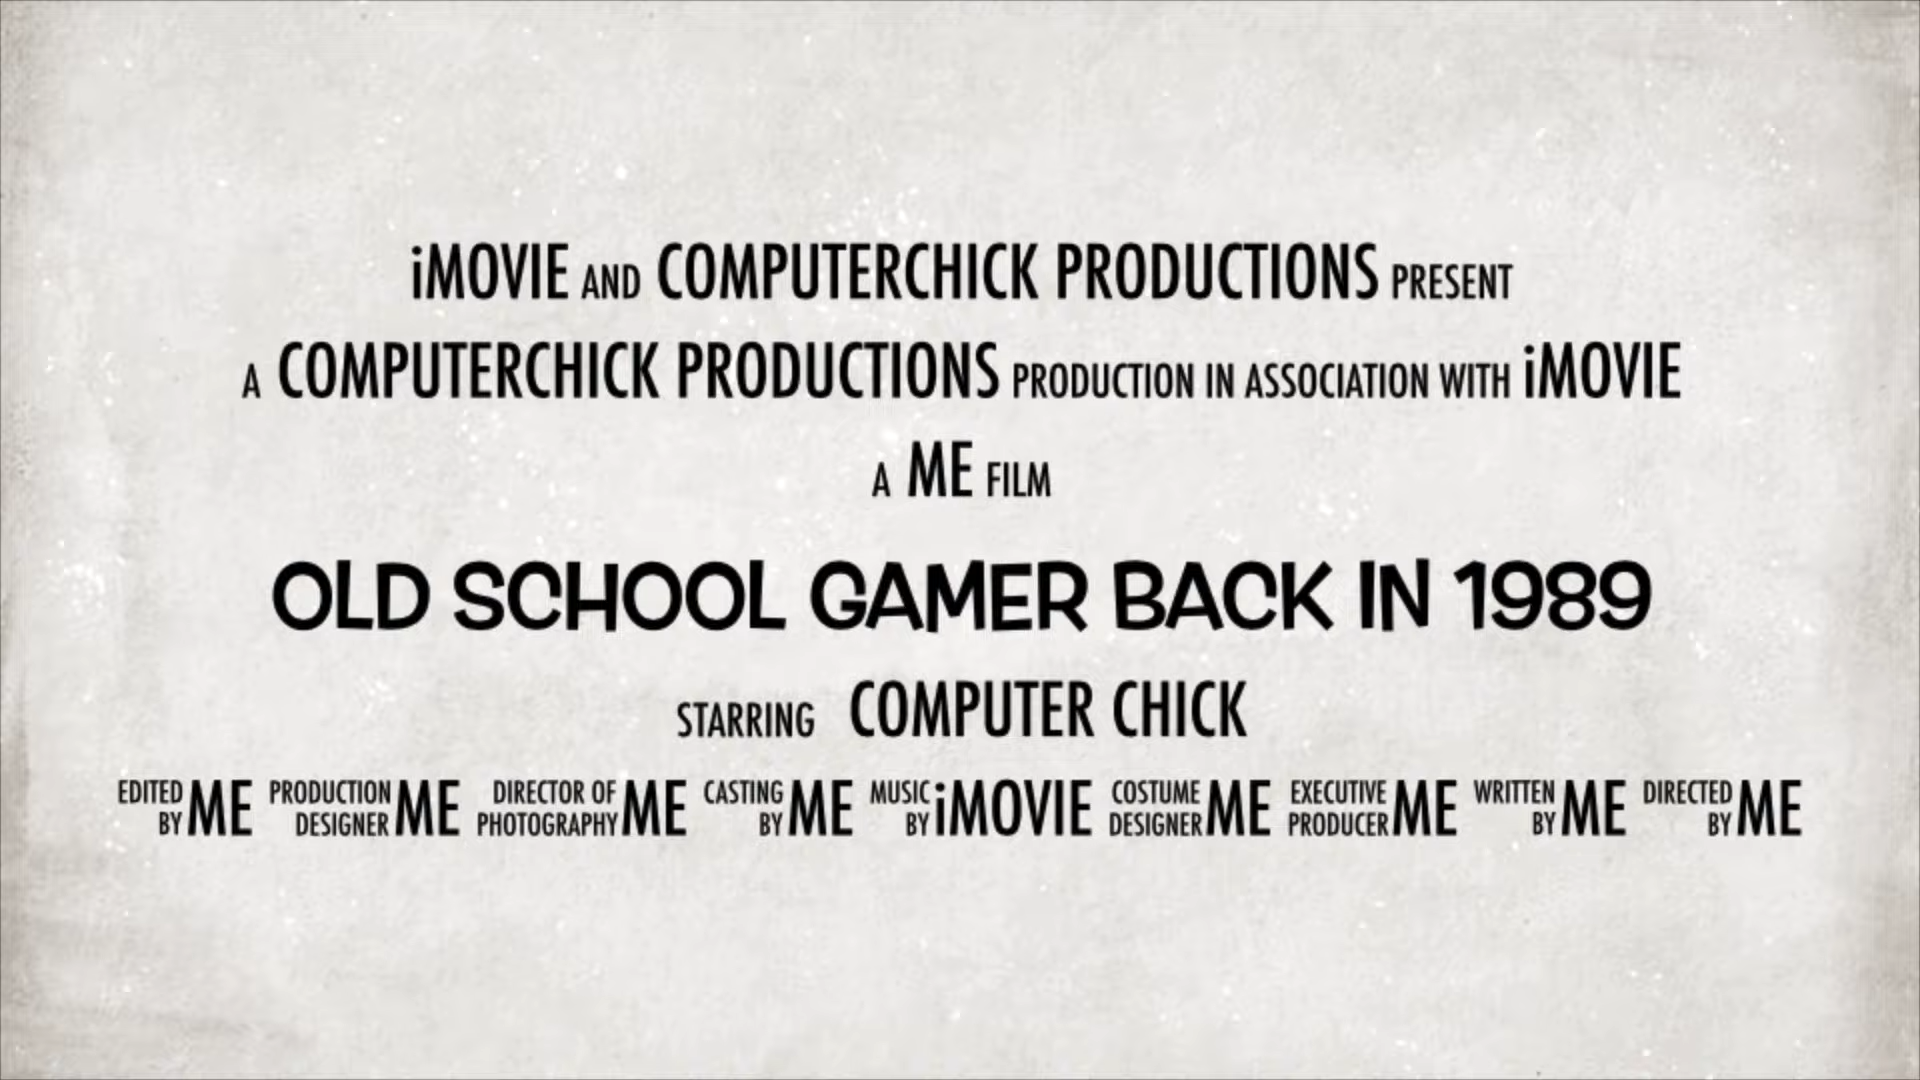 iMOVIE AND COMPUTERCHICK PRODUCTIONS PRESENT
A COMPUTERCHICK PRODUCTIONS PRODUCTION IN ASSOCIATION WITH iMOVIE
A ME FILM
OLD SCHOOL GAMER BACK IN 1989
STARRING COMPUTER CHICK
EDITED BY ME PRODUCTION DESIGNER ME DIRECTOR OF PHOTOGRAPHY ME CASTING BY ME MUSIC BY iMOVIE COSTUME DESIGNER ME EXECUTIVE PRODUCER ME WRITTEN BY ME DIRECTED BY ME